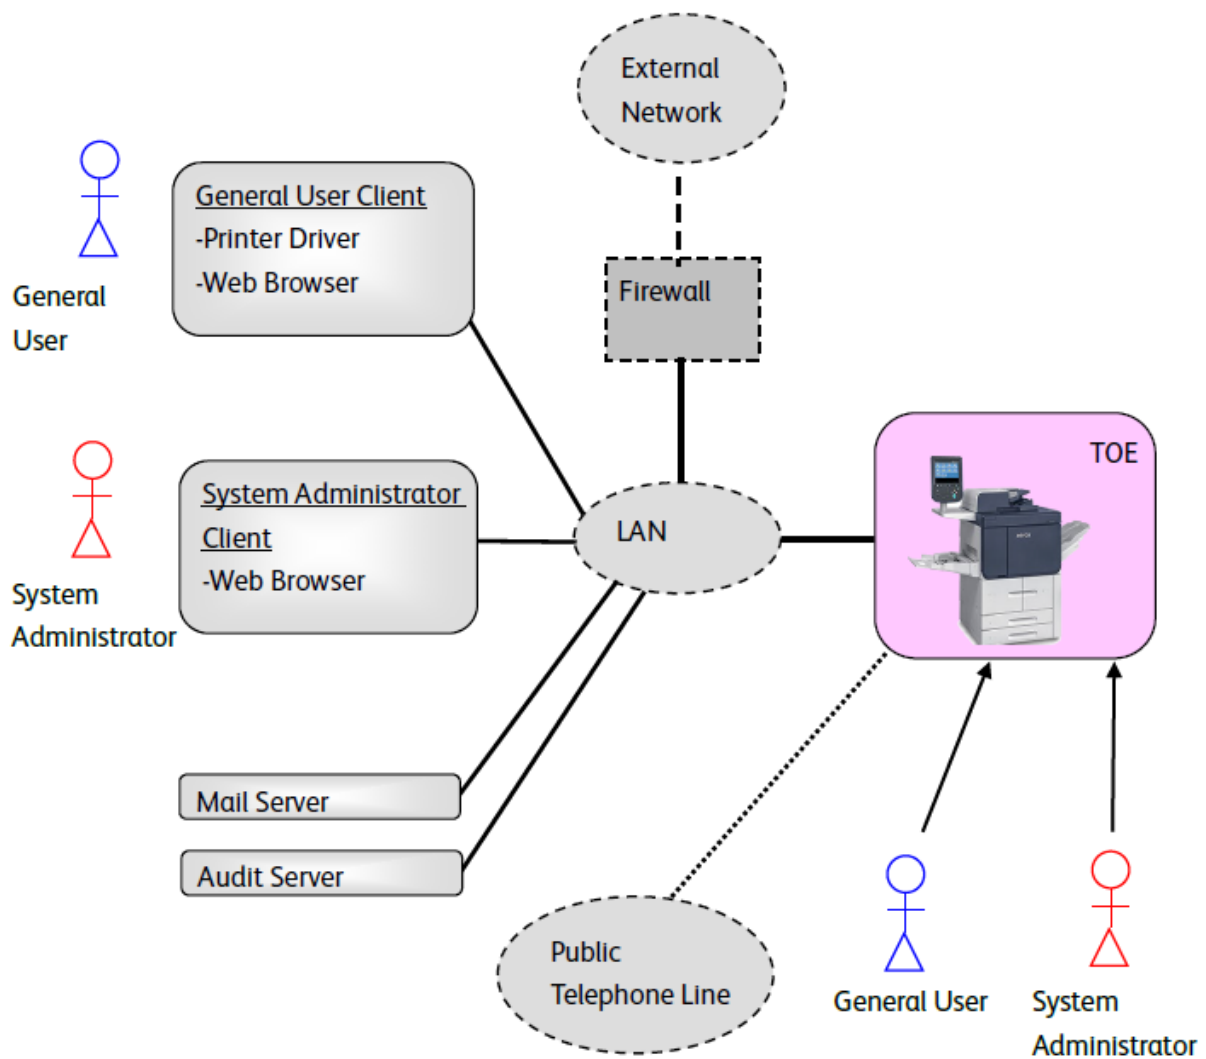 External
Network
General User Client
-Printer Driver
-Web Browser
General
User
Firewall
TOE
System Administrator
Client
-Web Browser
LAN
System
Administrator
Mail Server
Audit Server
Public
Telephone Line
General User
System
Administrator